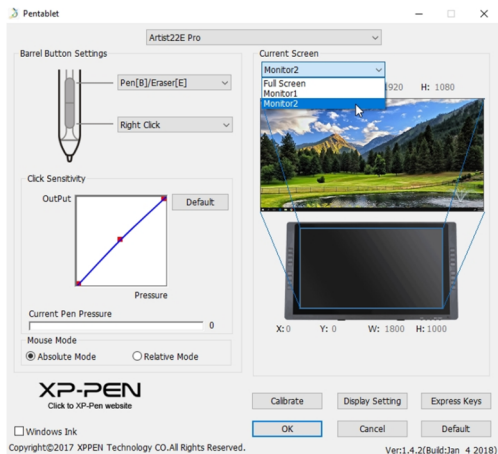 Pentablet
Artist22E Pro
Barrel Button Settings
Pen[B]/Eraser[E]
Right Click
Click Sensitivity
OutPut
Default
Pressure
Current Pen Pressure
0
Mouse Mode
Absolute Mode
Relative Mode
XP-PEN
Click to XP-Pen website
Windows Ink
Current Screen
Monitor2
Full Screen
Monitor1
Monitor2
920 H: 1080
X: 0 Y: 0 W: 1800 H: 1000
Calibrate Display Setting Express Keys
OK Cancel Default
Copyright©2017 XPPEN Technology CO.All Rights Reserved.
Ver:1.4.2(Build:Jan 4 2018)